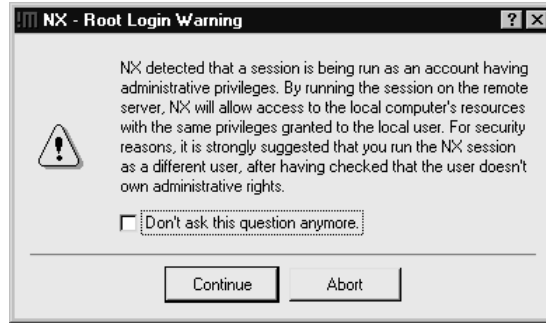 !M NX - Root Login Warning
NX detected that a session is being run as an account having
administrative privileges. By running the session on the remote
server, NX will allow access to the local computer's resources
with the same privileges granted to the local user. For security
reasons, it is strongly suggested that you run the NX session
as a different user, after having checked that the user doesn't
own administrative rights.
Don't ask this question anymore.
Continue Abort